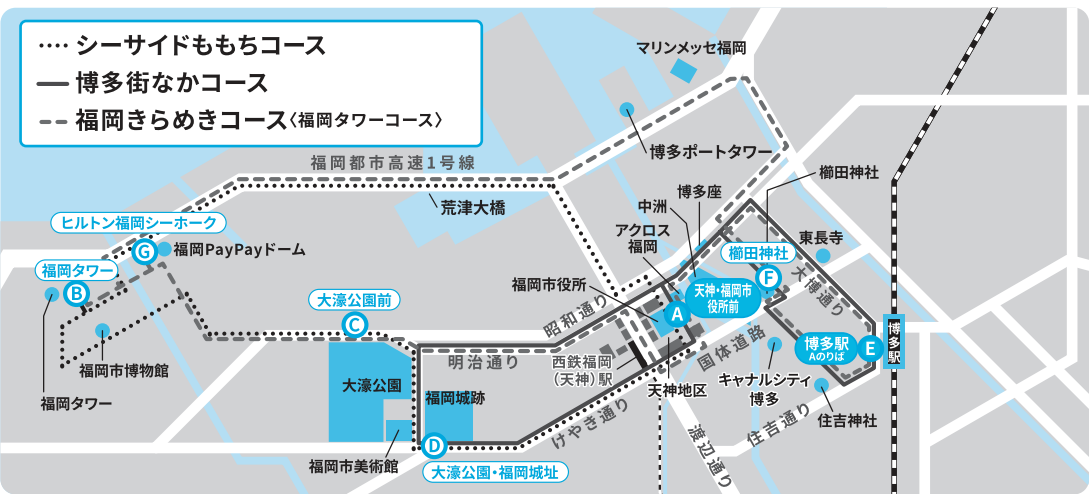 シーサイドももちコース
博多街なかコース
福岡きらめきコース〈福岡タワーコース〉
マリンメッセ福岡
博多ポートタワー
福岡都市高速1号線
荒津大橋
櫛田神社
博多座
中洲
アクロス
福岡
ヒルトン福岡シーホーク
G
福岡PayPayドーム
福岡タワー
B
東長寺
櫛田神社
F
大博通り
福岡市役所
天神・福岡市
役所前
A
大濠公園前
C
昭和通り
国体道路
博多駅
Aのりば
E
博多駅
明治通り
西鉄福岡
(天神)駅
天神地区
キャナルシティ
博多
福岡市博物館
福岡タワー
大濠公園
福岡城跡
けやき通り
渡辺通り
住吉通り
住吉神社
福岡市美術館
D
大濠公園・福岡城址